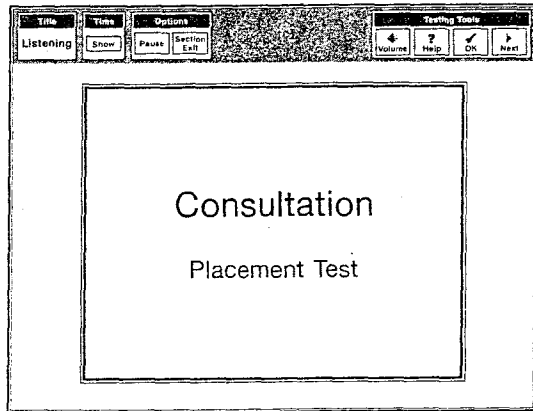 Title Time Options Testing Tools
Listening Show Pause Section Exit Volume ? Help OK Next
Consultation
Placement Test